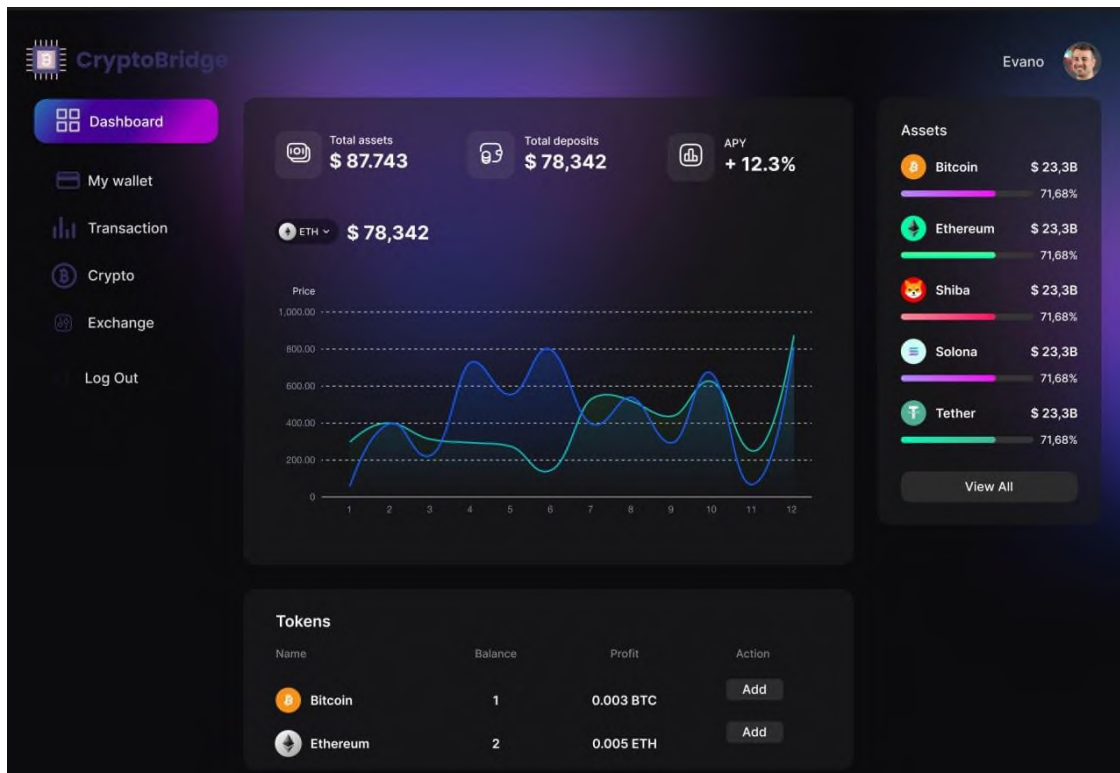 CryptoBridge
Evano
Dashboard
My wallet
Transaction
Crypto
Exchange
Log Out
Total assets
$ 87.743
Total deposits
$ 78,342
APY
+ 12.3%
ETH
$ 78,342
Price
1,000.00
800.00
600.00
400.00
200.00
0
1 2 3 4 5 6 7 8 9 10 11 12
Assets
Bitcoin $ 23,3B
71,68%
Ethereum $ 23,3B
71,68%
Shiba $ 23,3B
71,68%
Solona $ 23,3B
71,68%
Tether $ 23,3B
71,68%
View All
Tokens
Name Balance Profit Action
Bitcoin 1 0.003 BTC Add
Ethereum 2 0.005 ETH Add